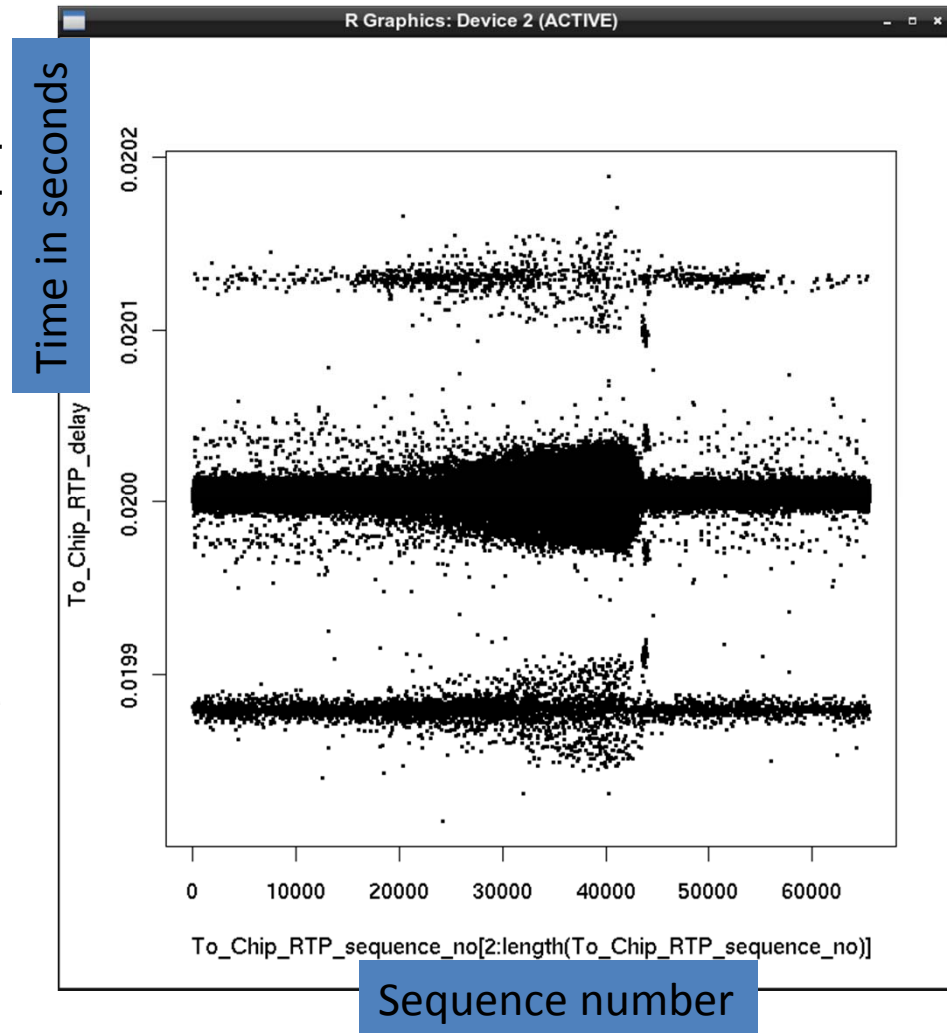 R Graphics: Device 2 (ACTIVE)
Time in seconds
To_Chip_RTP_delay
0.0202
0.0201
0.0200
0.0199
0 10000 20000 30000 40000 50000 60000
To_Chip_RTP_sequence_no[2:length(To_Chip_RTP_sequence_no)]
Sequence number